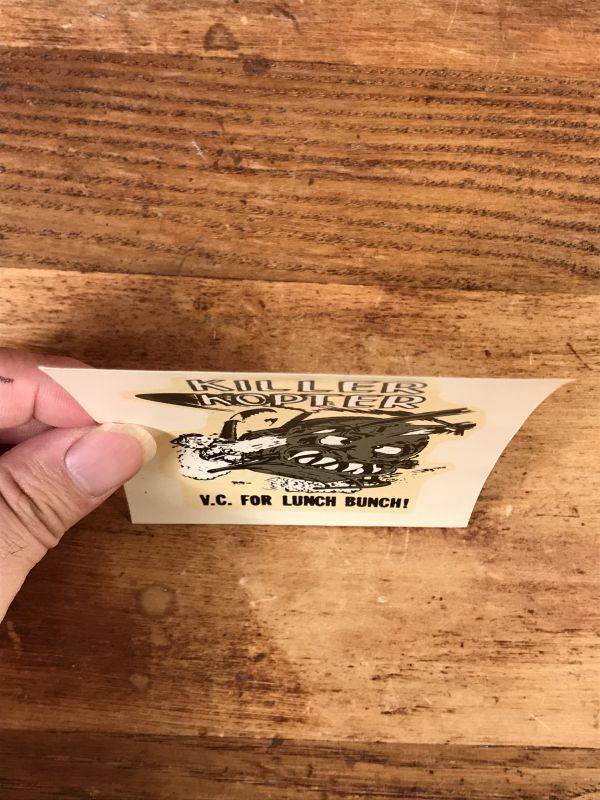 KILLER
KOPTER
V.C. FOR LUNCH BUNCH!